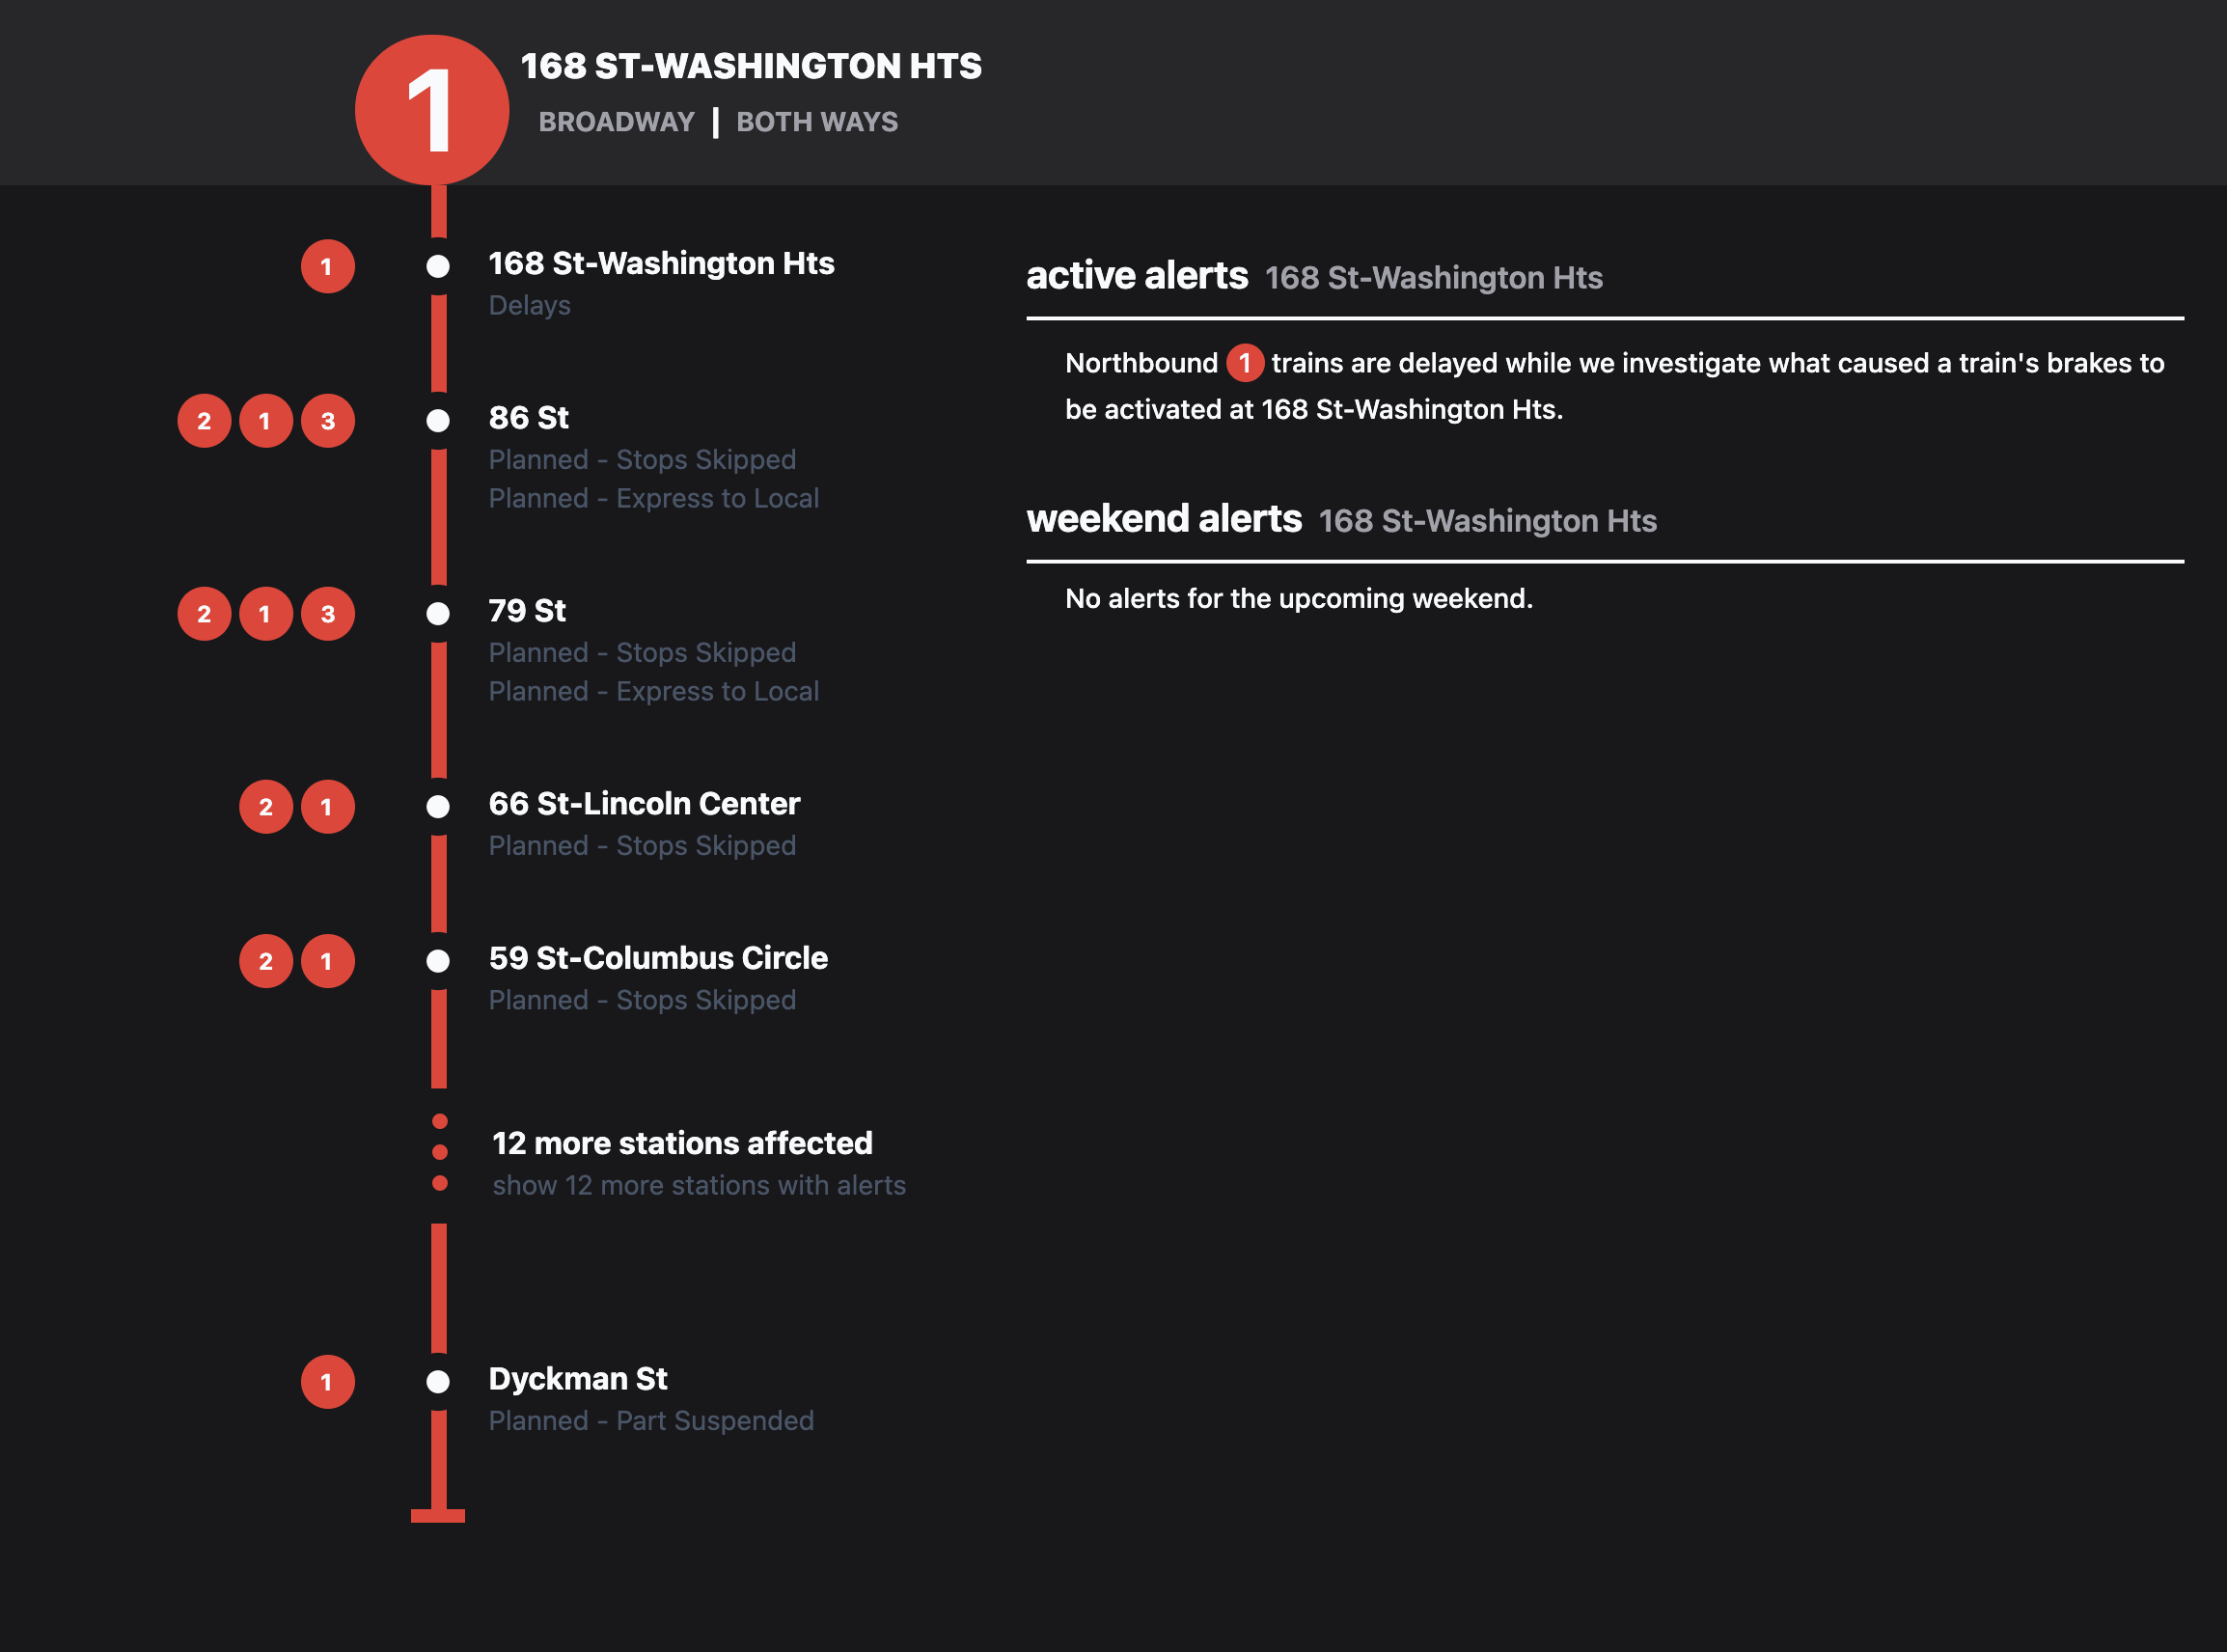 1
168 ST-WASHINGTON HTS
BROADWAY | BOTH WAYS
1
168 St-Washington Hts
Delays
2 1 3
86 St
Planned - Stops Skipped
Planned - Express to Local
2 1 3
79 St
Planned - Stops Skipped
Planned - Express to Local
2 1
66 St-Lincoln Center
Planned - Stops Skipped
2 1
59 St-Columbus Circle
Planned - Stops Skipped
12 more stations affected
show 12 more stations with alerts
1
Dyckman St
Planned - Part Suspended
active alerts 168 St-Washington Hts
Northbound 1 trains are delayed while we investigate what caused a train's brakes to
be activated at 168 St-Washington Hts.
weekend alerts 168 St-Washington Hts
No alerts for the upcoming weekend.